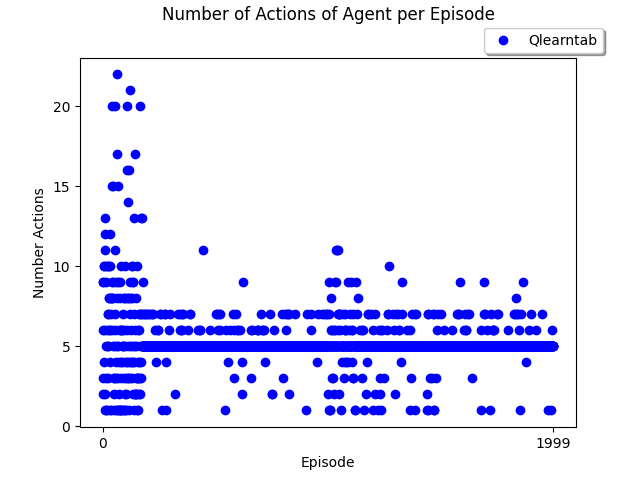 Number of Actions of Agent per Episode
Qlearntab
20
15
10
5
0
Number Actions
0
1999
Episode